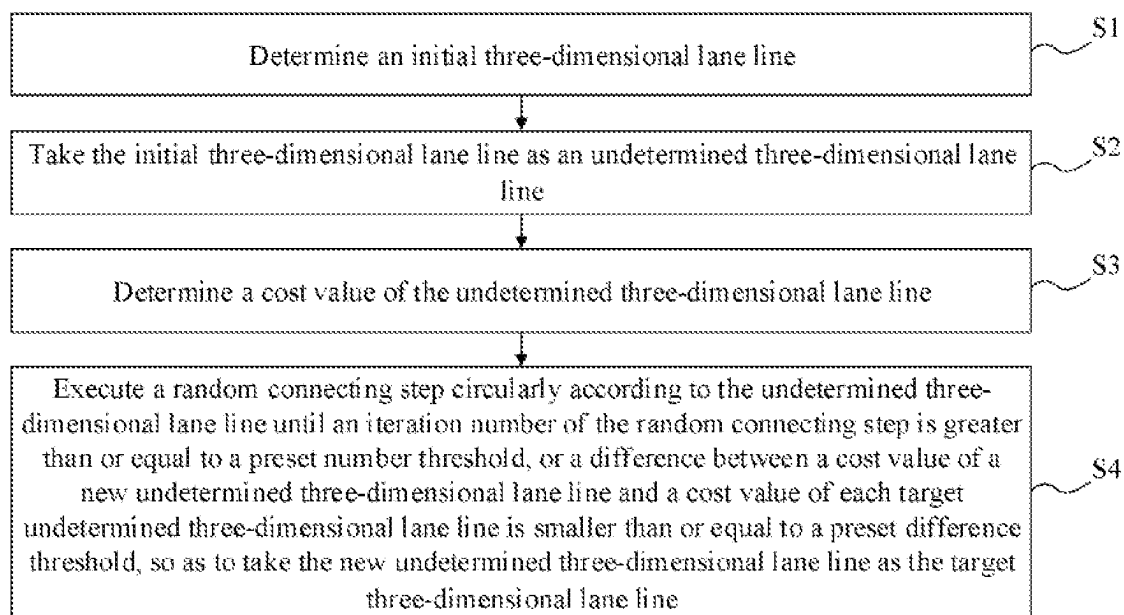 Determine an initial three-dimensional lane line
S1
Take the initial three-dimensional lane line as an undetermined three-dimensional lane
line
S2
Determine a cost value of the undetermined three-dimensional lane line
S3
Execute a random connecting step circularly according to the undetermined three-
dimensional lane line until an iteration number of the random connecting step is greater
than or equal to a preset number threshold, or a difference between a cost value of a
new undetermined three-dimensional lane line and a cost value of each target
undetermined three-dimensional lane line is smaller than or equal to a preset difference
threshold, so as to take the new undetermined three-dimensional lane line as the target
three-dimensional lane line
S4